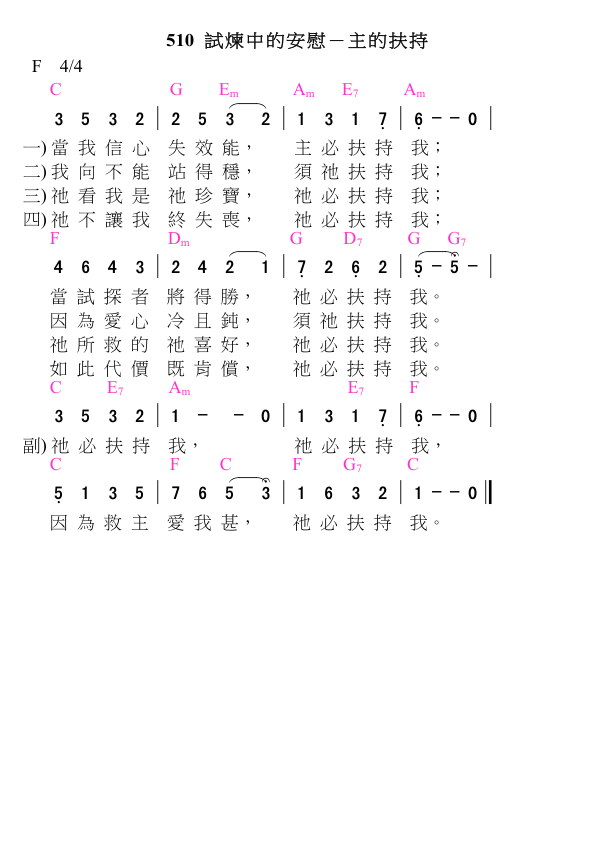 510 試煉中的安慰－主的扶持
F 4/4
C G Em Am E7 Am
3 5 3 2 | 2 5 3 2 | 1 3 1 7 | 6 - - 0 |
一) 當 我 信 心 失 效 能， 主 必 扶 持 我；
二) 我 向 不 能 站 得 穩， 須 祂 扶 持 我；
三) 祂 看 我 是 祂 珍 寶， 祂 必 扶 持 我；
四) 祂 不 讓 我 終 失 喪， 祂 必 扶 持 我；
F Dm G D7 G G7
4 6 4 3 | 2 4 2 1 | 7 2 6 2 | 5 - 5 - |
當 試 探 者 將 得 勝， 祂 必 扶 持 我。
因 為 愛 心 冷 且 鈍， 須 祂 扶 持 我。
祂 所 救 的 祂 喜 好， 祂 必 扶 持 我。
如 此 代 價 既 肯 償， 祂 必 扶 持 我。
C E7 Am E7 F
3 5 3 2 | 1 - - 0 | 1 3 1 7 | 6 - - 0 |
副) 祂 必 扶 持 我， 祂 必 扶 持 我，
C F C F G7 C
5 1 3 5 | 7 6 5 3 | 1 6 3 2 | 1 - - 0 ‖
因 為 救 主 愛 我 甚， 祂 必 扶 持 我。